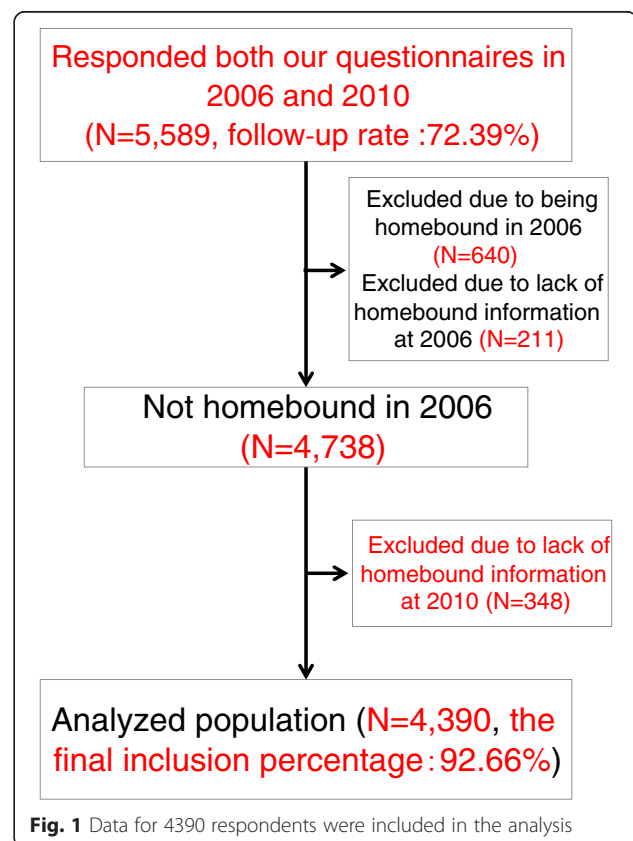 Responded both our questionnaires in
2006 and 2010
(N=5,589, follow-up rate :72.39%)
Excluded due to being
homebound in 2006
(N=640)
Excluded due to lack of
homebound information
at 2006 (N=211)
Not homebound in 2006
(N=4,738)
Excluded due to lack of
homebound information
at 2010 (N=348)
Analyzed population (N=4,390, the
final inclusion percentage:92.66%)
Fig. 1 Data for 4390 respondents were included in the analysis